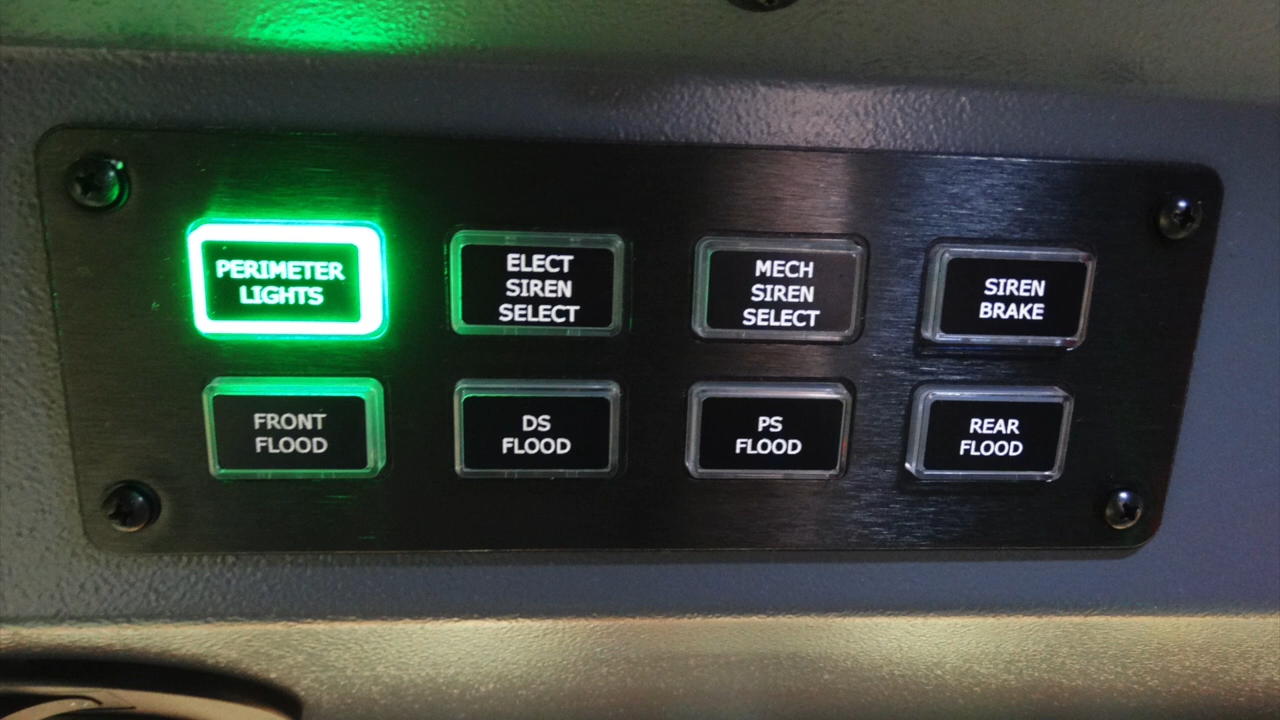 PERIMETER
LIGHTS
ELECT
SIREN
SELECT
MECH
SIREN
SELECT
SIREN
BRAKE
FRONT
FLOOD
DS
FLOOD
PS
FLOOD
REAR
FLOOD